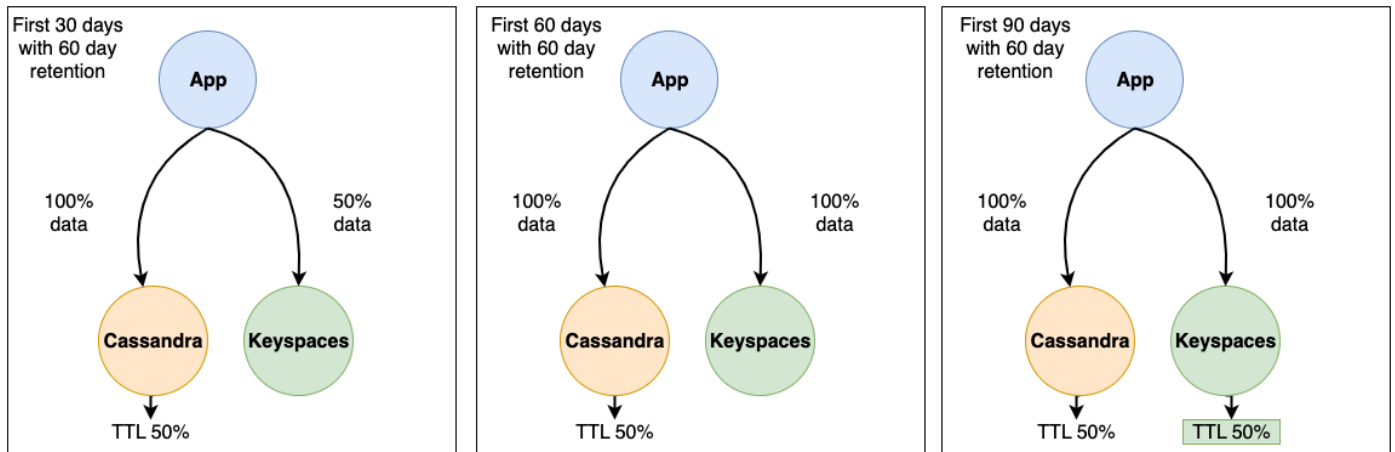 First 30 days
with 60 day
retention
App
100%
data
50%
data
Cassandra
Keyspaces
TTL 50%
First 60 days
with 60 day
retention
App
100%
data
100%
data
Cassandra
Keyspaces
TTL 50%
First 90 days
with 60 day
retention
App
100%
data
100%
data
Cassandra
Keyspaces
TTL 50%
TTL 50%